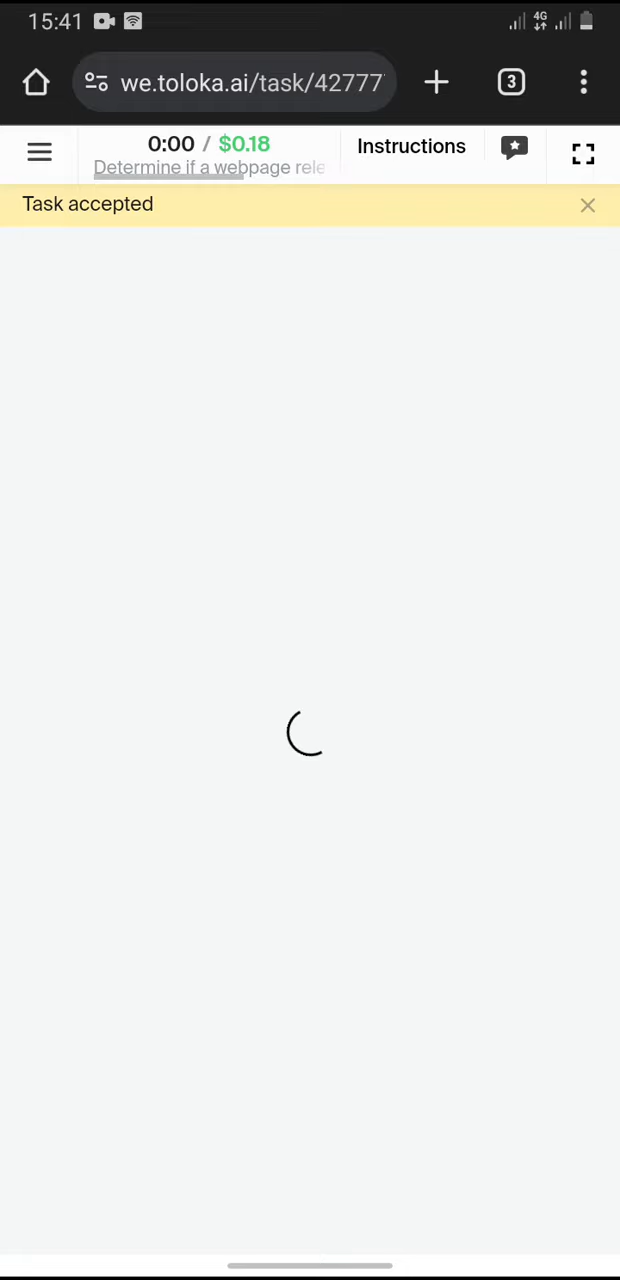 15:41
4G
we.toloka.ai/task/42777
3
0:00 / $0.18
Instructions
Determine if a webpage rele
Task accepted